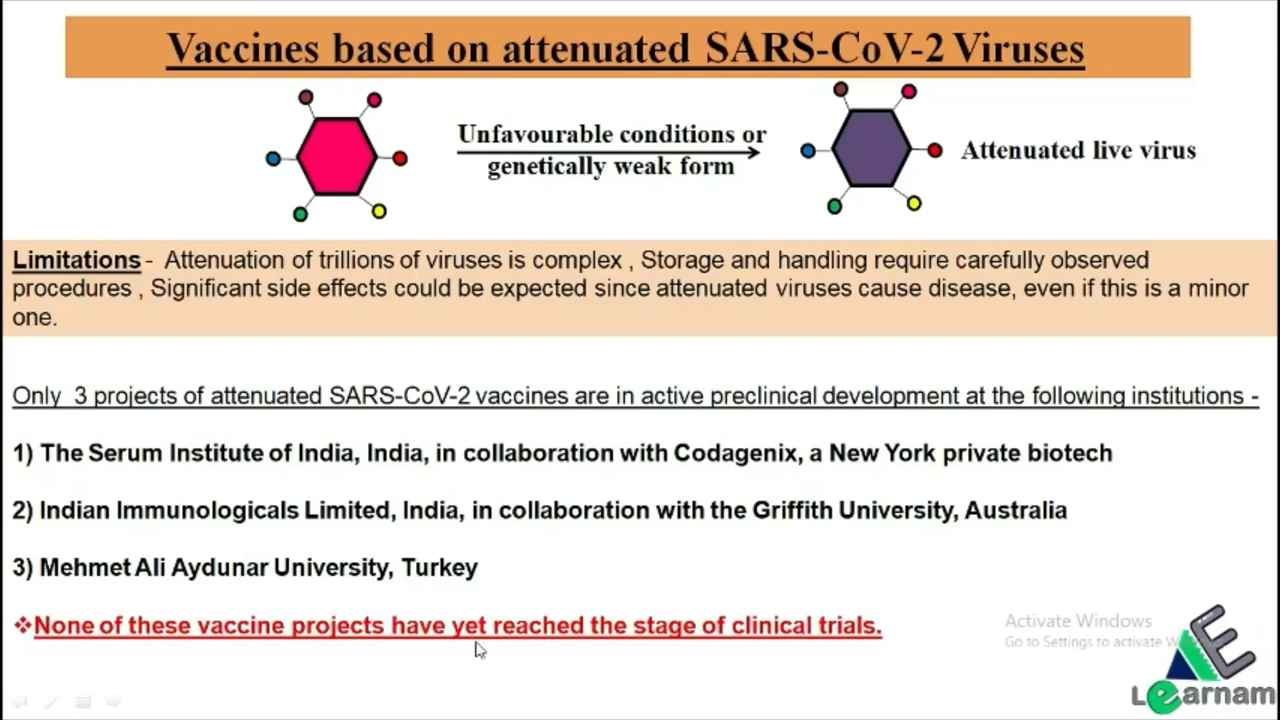 Vaccines based on attenuated SARS-CoV-2 Viruses
Unfavourable conditions or
genetically weak form
Attenuated live virus
Limitations - Attenuation of trillions of viruses is complex , Storage and handling require carefully observed
procedures , Significant side effects could be expected since attenuated viruses cause disease, even if this is a minor
one.
Only 3 projects of attenuated SARS-CoV-2 vaccines are in active preclinical development at the following institutions -
1) The Serum Institute of India, India, in collaboration with Codagenix, a New York private biotech
2) Indian Immunologicals Limited, India, in collaboration with the Griffith University, Australia
3) Mehmet Ali Aydunar University, Turkey
❖None of these vaccine projects have yet reached the stage of clinical trials.
Activate Windows
Go to Settings to activate W
Learnam